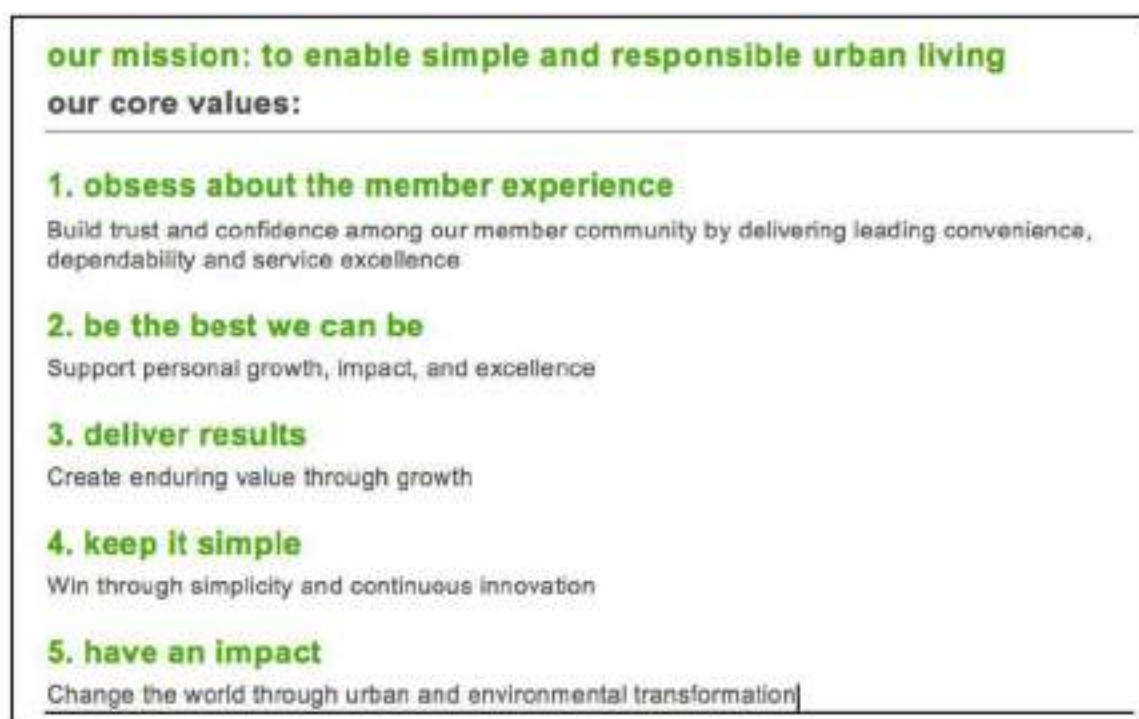 our mission: to enable simple and responsible urban living
our core values:
1. obsess about the member experience
Build trust and confidence among our member community by delivering leading convenience,
dependability and service excellence
2. be the best we can be
Support personal growth, impact, and excellence
3. deliver results
Create enduring value through growth
4. keep it simple
Win through simplicity and continuous innovation
5. have an impact
Change the world through urban and environmental transformation